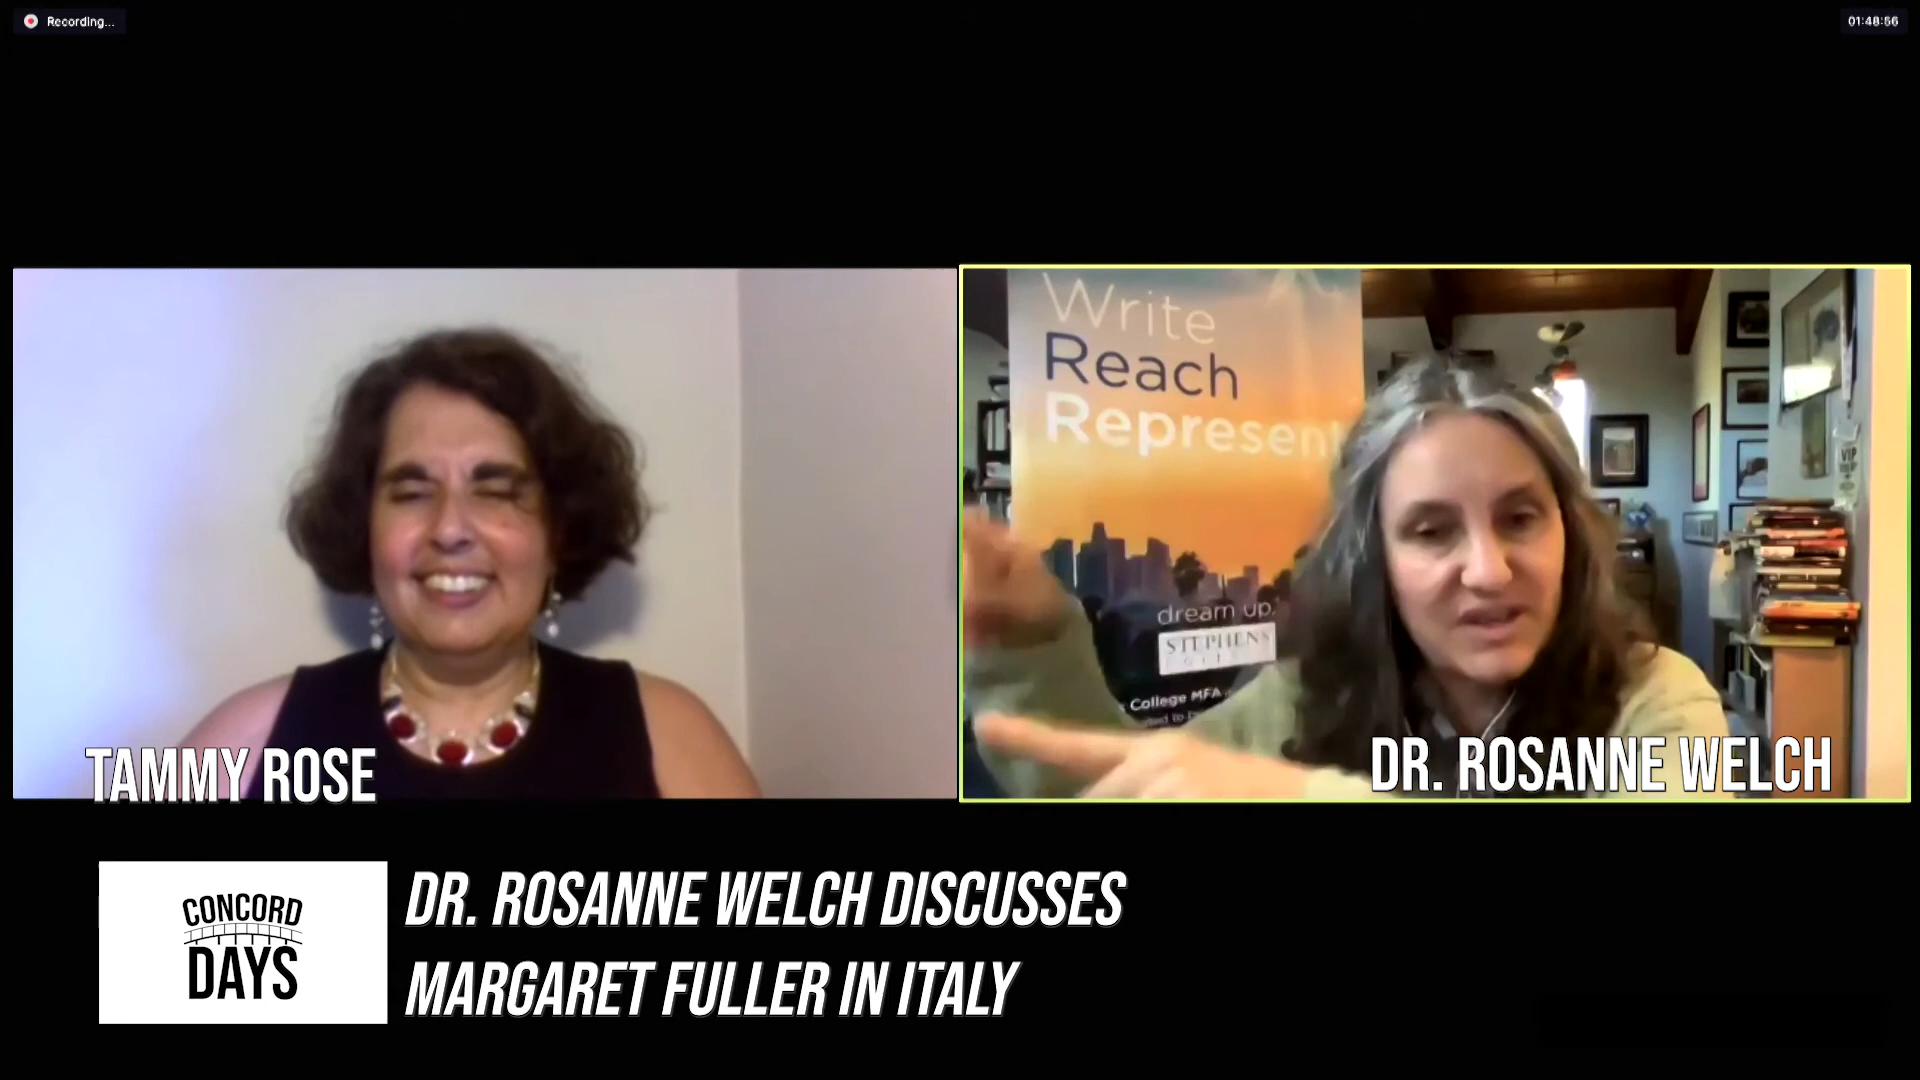 Recording...
01:48:56
Write
Reach
Represent
VIP
dream up.
STEPHENS
College MFA
TAMMY ROSE
DR. ROSANNE WELCH
CONCORD
DAYS
DR. ROSANNE WELCH DISCUSSES
MARGARET FULLER IN ITALY